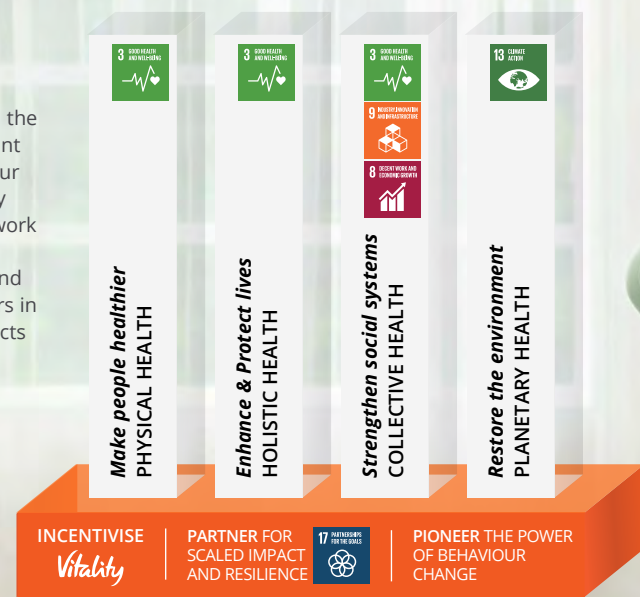 the
nt
ur
y
work
nd
rs in
cts
3 GOOD HEALTH
AND WELL-BEING
Make people healthier
PHYSICAL HEALTH
3 GOOD HEALTH
AND WELL-BEING
Enhance & Protect lives
HOLISTIC HEALTH
3 GOOD HEALTH
AND WELL-BEING
9 INDUSTRY, INNOVATION
AND INFRASTRUCTURE
8 DECENT WORK AND
ECONOMIC GROWTH
Strengthen social systems
COLLECTIVE HEALTH
13 CLIMATE
ACTION
Restore the environment
PLANETARY HEALTH
INCENTIVISE
Vitality
PARTNER FOR
SCALED IMPACT
AND RESILIENCE
17 PARTNERSHIPS
FOR THE GOALS
PIONEER THE POWER
OF BEHAVIOUR
CHANGE